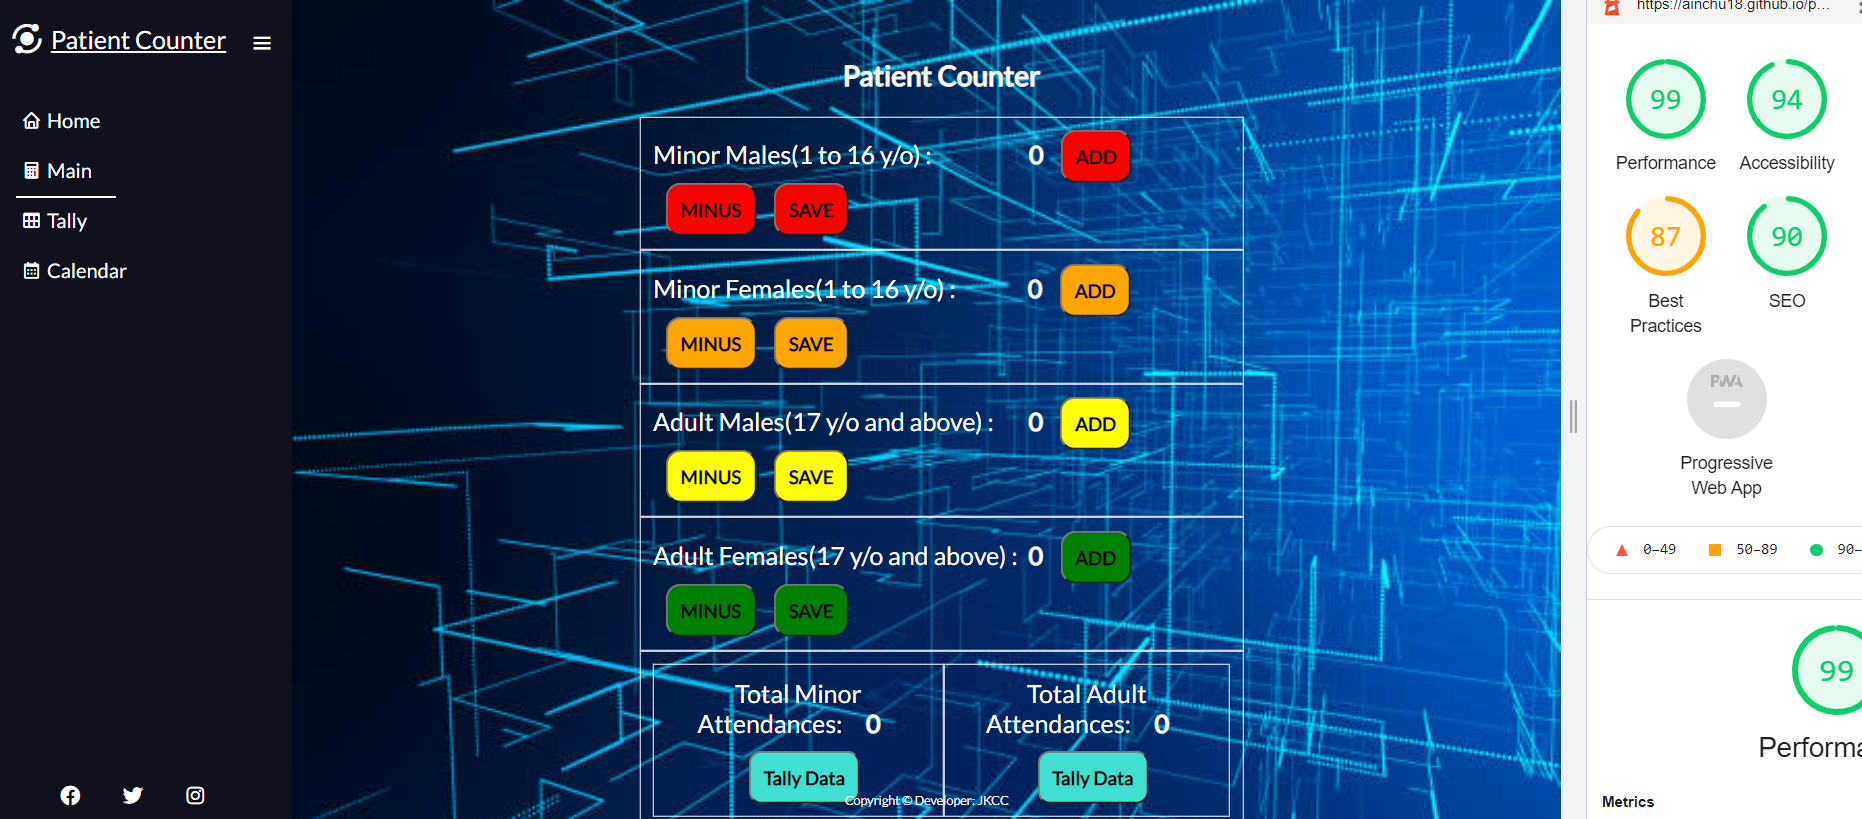 Patient Counter
Home
Main
Tally
Calendar
Patient Counter
Minor Males(1 to 16 y/o) : 0 ADD
MINUS SAVE
Minor Females(1 to 16 y/o) : 0 ADD
MINUS SAVE
Adult Males(17 y/o and above) : 0 ADD
MINUS SAVE
Adult Females(17 y/o and above) : 0 ADD
MINUS SAVE
Total Minor
Attendances: 0
Tally Data
Total Adult
Attendances: 0
Tally Data
Copyright © Developer: JKCC
https://ainchu18.github.io/p...
99 94
Performance Accessibility
87 90
Best
Practices
SEO
PWA
Progressive
Web App
0–49 50–89 90–
99
Performa
Metrics